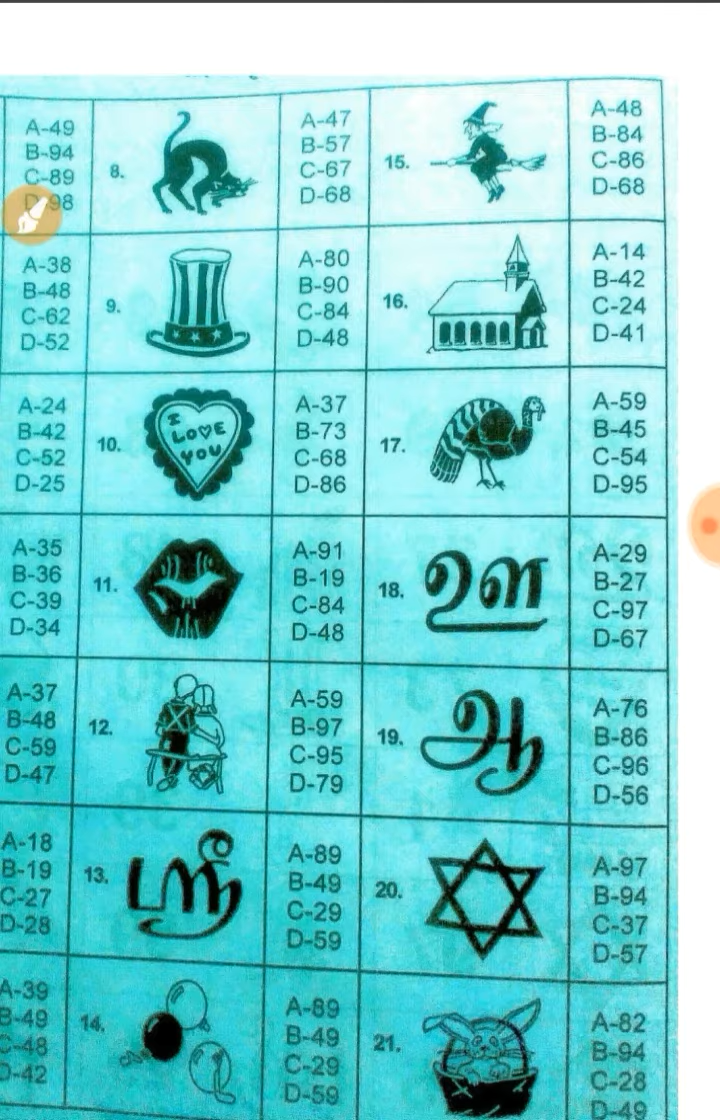 A-49
B-94
C-89
D-98
A-38
B-48
C-62
D-52
A-24
B-42
C-52
D-25
A-35
B-36
C-39
D-34
A-37
B-48
C-59
D-47
A-18
B-19
C-27
D-28
A-39
B-49
C-48
D-42
8.
A-47
B-57
C-67
D-68
9.
A-80
B-90
C-84
D-48
10.
I
LO♡E
YOU
A-37
B-73
C-68
D-86
11.
A-91
B-19
C-84
D-48
12.
A-59
B-97
C-95
D-79
13.
A-89
B-49
C-29
D-59
14.
A-89
B-49
C-29
D-59
15.
A-48
B-84
C-86
D-68
16.
A-14
B-42
C-24
D-41
17.
A-59
B-45
C-54
D-95
18.
ஊ
A-29
B-27
C-97
D-67
19.
ஆ
A-76
B-86
C-96
D-56
20.
A-97
B-94
C-37
D-57
21.
A-82
B-94
C-28
D-49